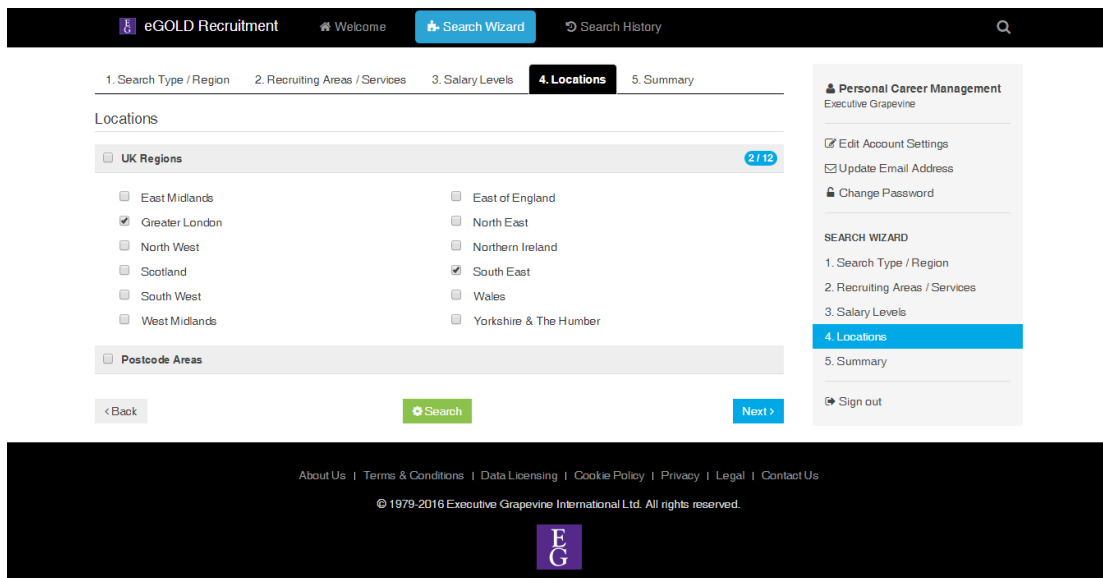 EG eGOLD Recruitment Welcome Search Wizard Search History
1. Search Type / Region 2. Recruiting Areas / Services 3. Salary Levels 4. Locations 5. Summary
Locations
UK Regions 2 / 12
East Midlands East of England
Greater London North East
North West Northern Ireland
Scotland South East
South West Wales
West Midlands Yorkshire & The Humber
Postcode Areas
< Back Search Next >
Personal Career Management
Executive Grapevine
Edit Account Settings
Update Email Address
Change Password
SEARCH WIZARD
1. Search Type / Region
2. Recruiting Areas / Services
3. Salary Levels
4. Locations
5. Summary
Sign out
About Us | Terms & Conditions | Data Licensing | Cookie Policy | Privacy | Legal | Contact Us
© 1979-2016 Executive Grapevine International Ltd. All rights reserved.
E
G